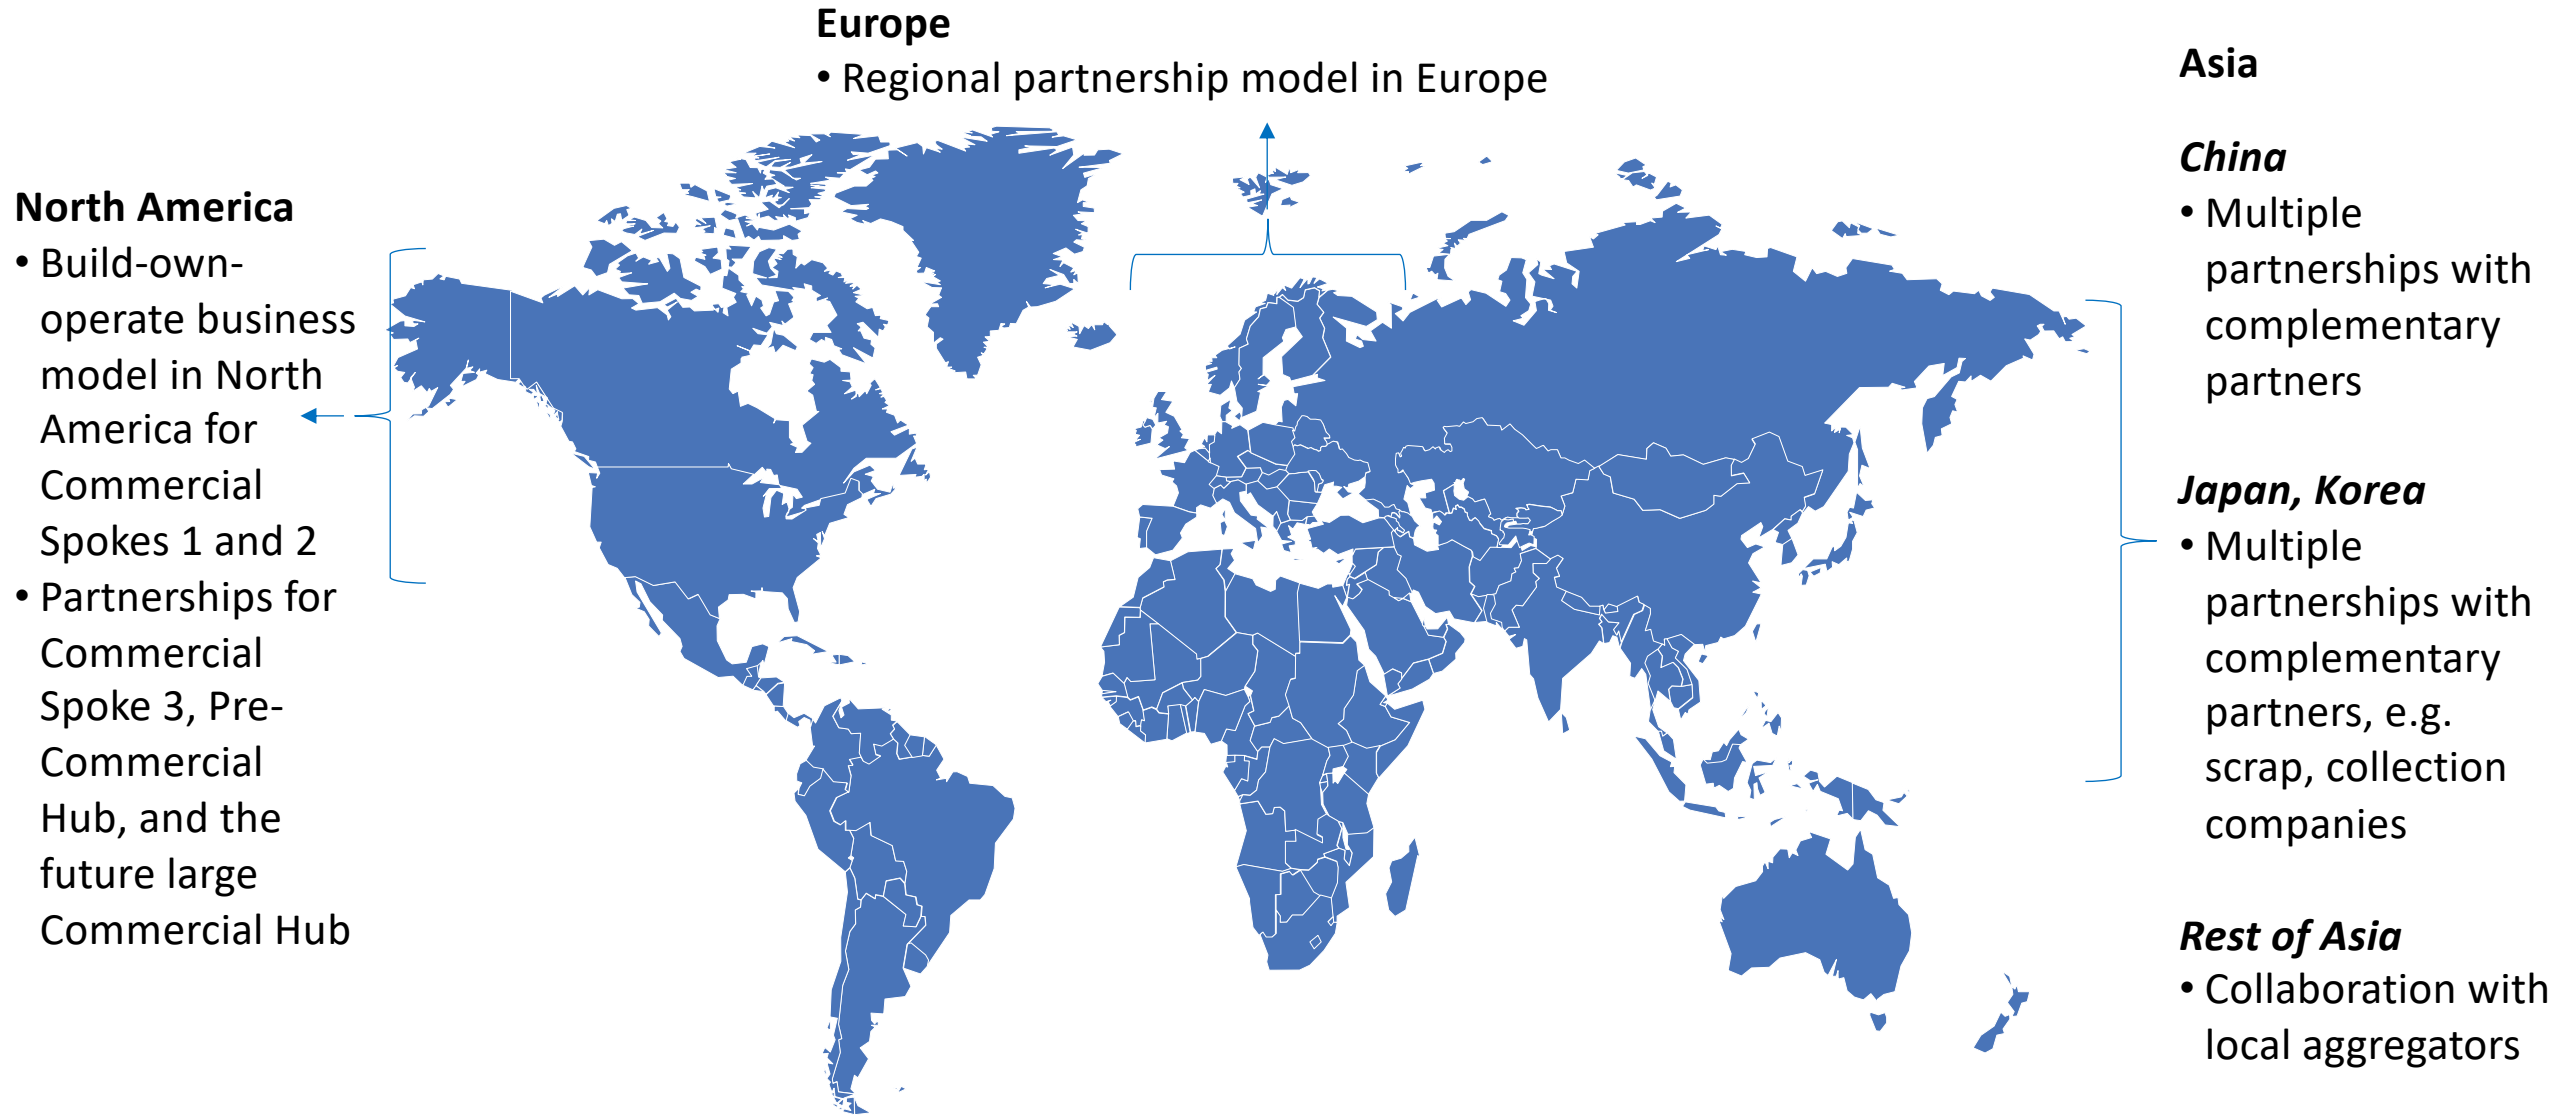 Europe
• Regional partnership model in Europe
North America
• Build-own-
operate business
model in North
America for
Commercial
Spokes 1 and 2
• Partnerships for
Commercial
Spoke 3, Pre-
Commercial
Hub, and the
future large
Commercial Hub
Asia
China
• Multiple
partnerships with
complementary
partners
Japan, Korea
• Multiple
partnerships with
complementary
partners, e.g.
scrap, collection
companies
Rest of Asia
• Collaboration with
local aggregators